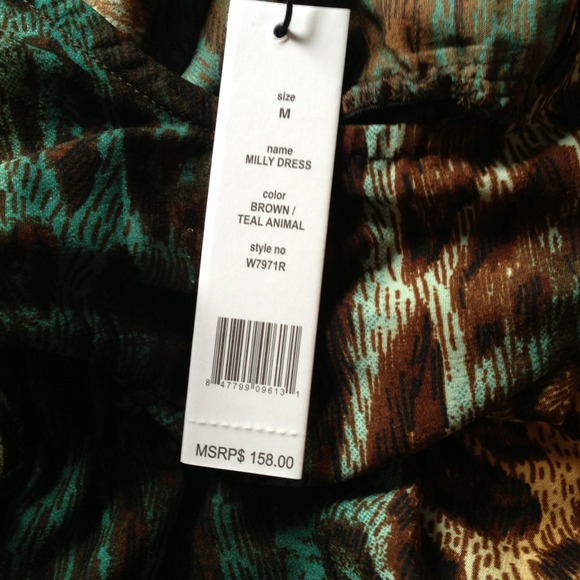 size
M
name
MILLY DRESS
color
BROWN /
TEAL ANIMAL
style no
W7971R
8 47799 09613 1
MSRP$ 158.00